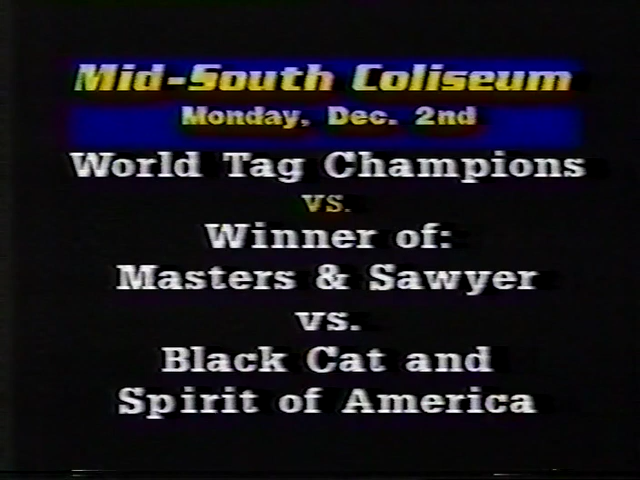 Mid-South Coliseum
Monday, Dec. 2nd
World Tag Champions
vs.
Winner of:
Masters & Sawyer
vs.
Black Cat and
Spirit of America